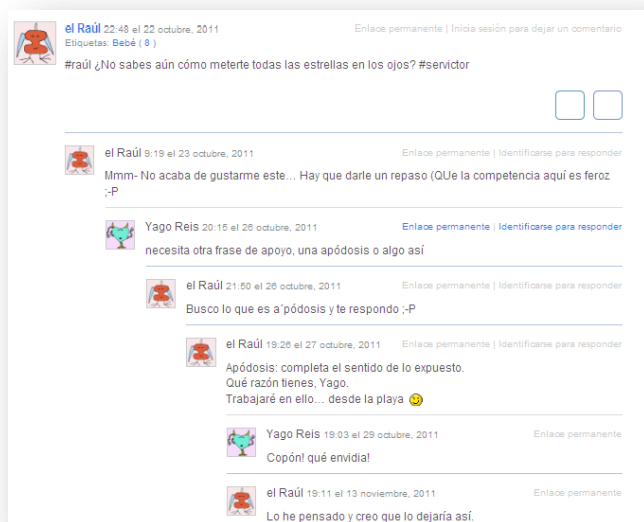 el Raúl 22:48 el 22 octubre, 2011 Enlace permanente | Inicia sesión para dejar un comentario
Etiquetas: Bebé ( 8 )
#raúl ¿No sabes aún cómo meterte todas las estrellas en los ojos? #servictor
el Raúl 9:19 el 23 octubre, 2011 Enlace permanente | Identificarse para responder
Mmm- No acaba de gustarme este... Hay que darle un repaso (QUe la competencia aquí es feroz
;-P
Yago Reis 20:15 el 26 octubre, 2011 Enlace permanente | Identificarse para responder
necesita otra frase de apoyo, una apódosis o algo así
el Raúl 21:50 el 26 octubre, 2011 Enlace permanente | Identificarse para responder
Busco lo que es a´pódosis y te respondo ;-P
el Raúl 19:26 el 27 octubre, 2011 Enlace permanente | Identificarse para responder
Apódosis: completa el sentido de lo expuesto.
Qué razón tienes, Yago.
Trabajaré en ello... desde la playa
Yago Reis 19:03 el 29 octubre, 2011 Enlace permanente
Copón! qué envidia!
el Raúl 19:11 el 13 noviembre, 2011 Enlace permanente
Lo he pensado y creo que lo dejaría así.